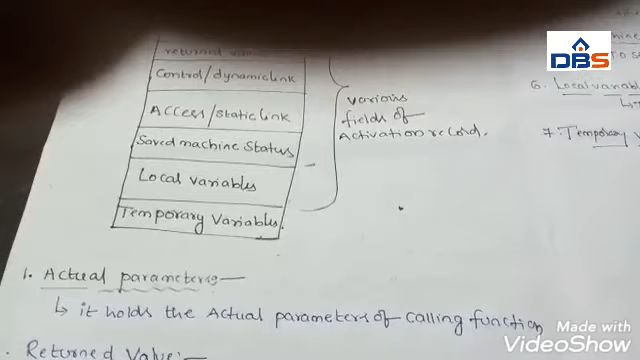 returned
Control/dynamic link
Access/static link
Saved machine status
Local variables
Temporary variables.
various
fields of
Activation record.
DBS
6. Local variabl
7. Temporary
1. Actual parameters—
↳ it holds the Actual parameters of calling function
Returned Value:—
Made with
VideoShow